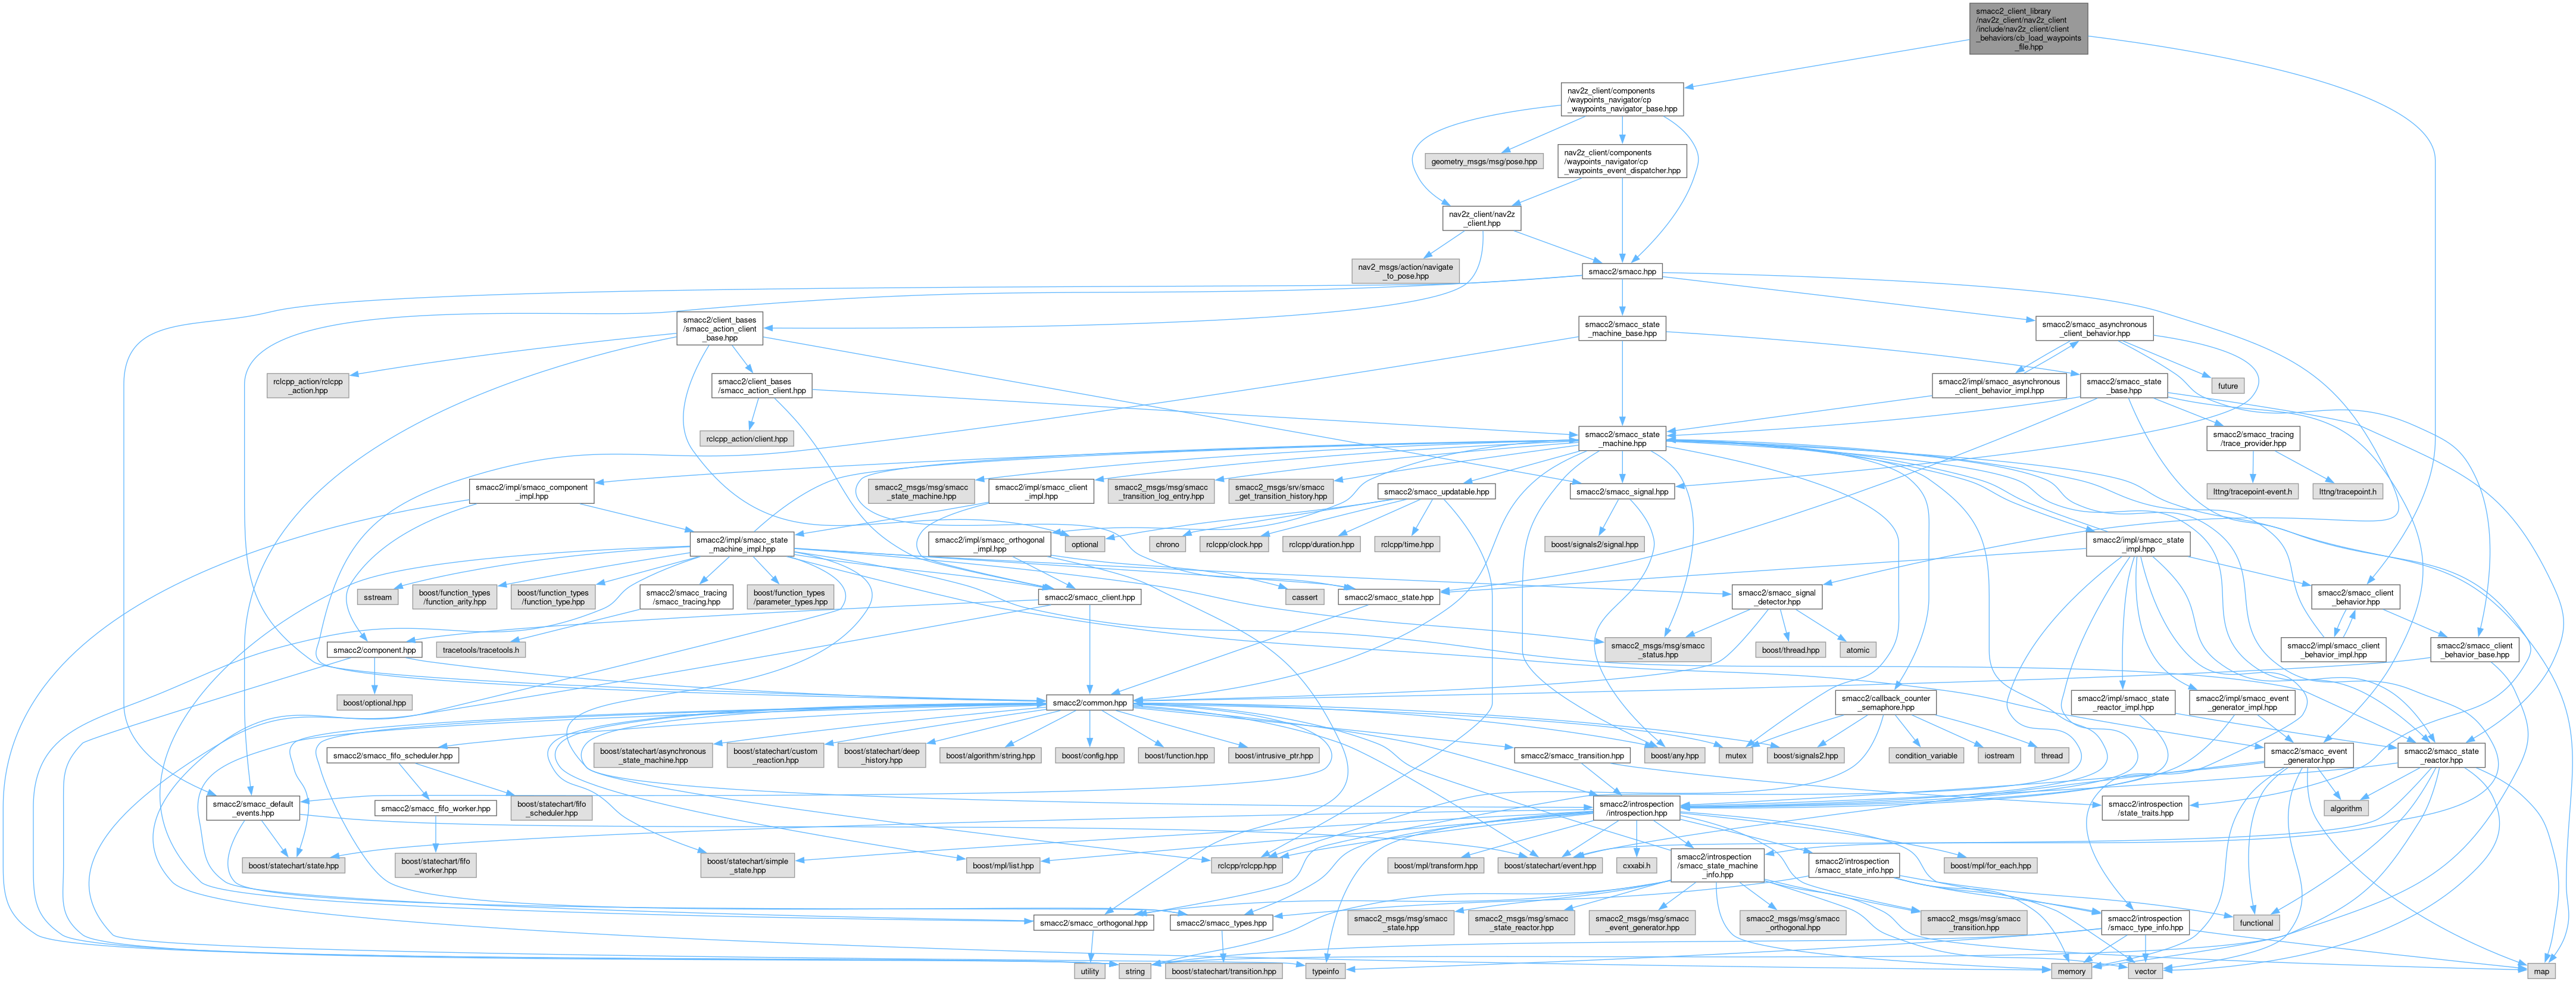 smacc2_client_library
/nav2z_client/nav2z_client
/include/nav2z_client/client
_behaviors/cb_load_waypoints
_file.hpp
nav2z_client/components
/waypoints_navigator/cp
_waypoints_navigator_base.hpp
geometry_msgs/msg/pose.hpp
nav2z_client/components
/waypoints_navigator/cp
_waypoints_event_dispatcher.hpp
nav2z_client/nav2z
_client.hpp
nav2_msgs/action/navigate
_to_pose.hpp
smacc2/smacc.hpp
smacc2/client_bases
/smacc_action_client
_base.hpp
smacc2/smacc_state
_machine_base.hpp
smacc2/smacc_asynchronous
_client_behavior.hpp
rclcpp_action/rclcpp
_action.hpp
smacc2/client_bases
/smacc_action_client.hpp
smacc2/impl/smacc_asynchronous
_client_behavior_impl.hpp
smacc2/smacc_state
_base.hpp
future
rclcpp_action/client.hpp
smacc2/smacc_state
_machine.hpp
smacc2/smacc_tracing
/trace_provider.hpp
smacc2/impl/smacc_component
_impl.hpp
smacc2_msgs/msg/smacc
_state_machine.hpp
smacc2/impl/smacc_client
_impl.hpp
smacc2_msgs/msg/smacc
_transition_log_entry.hpp
smacc2_msgs/srv/smacc
_get_transition_history.hpp
smacc2/smacc_updatable.hpp
smacc2/smacc_signal.hpp
lttng/tracepoint-event.h
lttng/tracepoint.h
smacc2/impl/smacc_state
_machine_impl.hpp
smacc2/impl/smacc_orthogonal
_impl.hpp
optional
chrono
rclcpp/clock.hpp
rclcpp/duration.hpp
rclcpp/time.hpp
boost/signals2/signal.hpp
smacc2/impl/smacc_state
_impl.hpp
sstream
boost/function_types
/function_arity.hpp
boost/function_types
/function_type.hpp
smacc2/smacc_tracing
/smacc_tracing.hpp
boost/function_types
/parameter_types.hpp
smacc2/smacc_client.hpp
cassert
smacc2/smacc_state.hpp
smacc2/smacc_signal
_detector.hpp
smacc2/smacc_client
_behavior.hpp
smacc2/component.hpp
tracetools/tracetools.h
smacc2_msgs/msg/smacc
_status.hpp
boost/thread.hpp
atomic
smacc2/impl/smacc_client
_behavior_impl.hpp
smacc2/smacc_client
_behavior_base.hpp
boost/optional.hpp
smacc2/common.hpp
smacc2/callback_counter
_semaphore.hpp
smacc2/impl/smacc_state
_reactor_impl.hpp
smacc2/impl/smacc_event
_generator_impl.hpp
smacc2/smacc_fifo_scheduler.hpp
boost/statechart/asynchronous
_state_machine.hpp
boost/statechart/custom
_reaction.hpp
boost/statechart/deep
_history.hpp
boost/algorithm/string.hpp
boost/config.hpp
boost/function.hpp
boost/intrusive_ptr.hpp
boost/any.hpp
mutex
boost/signals2.hpp
smacc2/smacc_transition.hpp
condition_variable
iostream
thread
smacc2/smacc_event
_generator.hpp
smacc2/smacc_state
_reactor.hpp
smacc2/smacc_default
_events.hpp
smacc2/smacc_fifo_worker.hpp
boost/statechart/fifo
_scheduler.hpp
smacc2/introspection
/introspection.hpp
algorithm
smacc2/introspection
/state_traits.hpp
boost/statechart/state.hpp
boost/statechart/fifo
_worker.hpp
boost/statechart/simple
_state.hpp
boost/mpl/list.hpp
rclcpp/rclcpp.hpp
boost/mpl/transform.hpp
boost/statechart/event.hpp
cxxabi.h
smacc2/introspection
/smacc_state_machine
_info.hpp
smacc2/introspection
/smacc_state_info.hpp
boost/mpl/for_each.hpp
smacc2/smacc_orthogonal.hpp
smacc2/smacc_types.hpp
smacc2_msgs/msg/smacc
_state.hpp
smacc2_msgs/msg/smacc
_state_reactor.hpp
smacc2_msgs/msg/smacc
_event_generator.hpp
smacc2_msgs/msg/smacc
_orthogonal.hpp
smacc2_msgs/msg/smacc
_transition.hpp
smacc2/introspection
/smacc_type_info.hpp
functional
utility
string
boost/statechart/transition.hpp
typeinfo
memory
vector
map